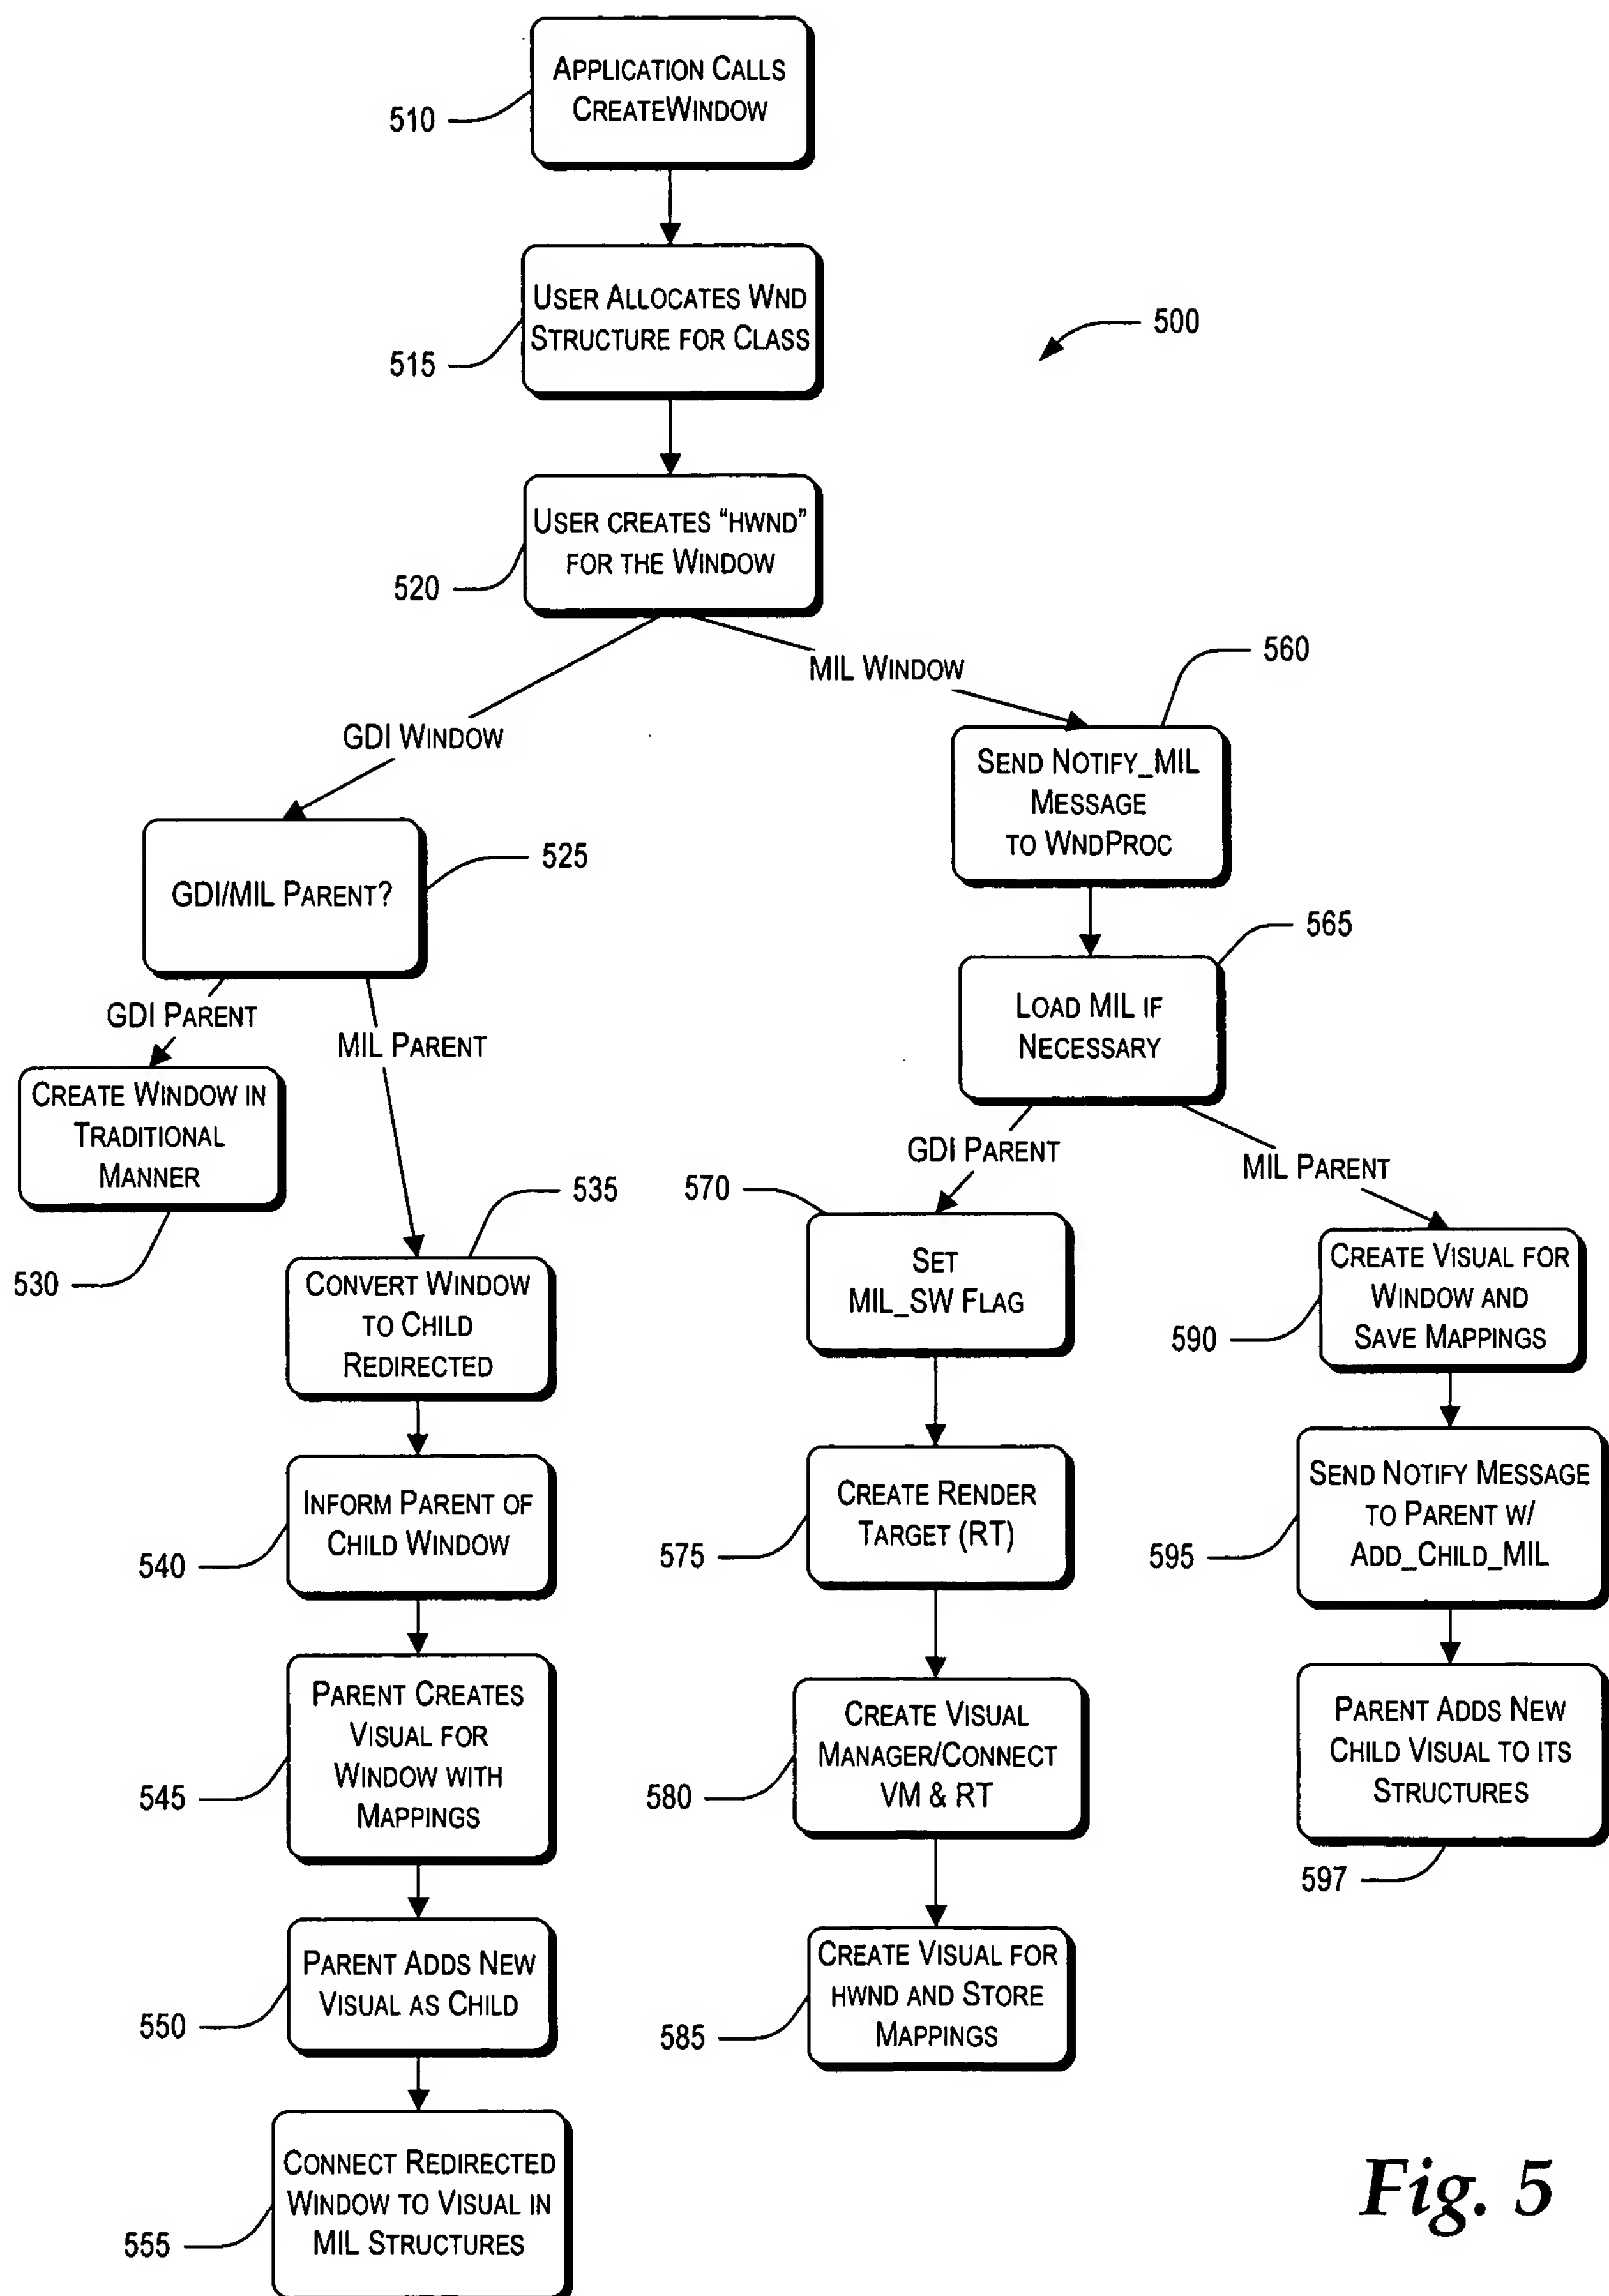 APPLICATION CALLS
CREATEWINDOW
510
USER ALLOCATES WND
STRUCTURE FOR CLASS
515
500
USER CREATES “HWND”
FOR THE WINDOW
520
MIL WINDOW
560
GDI WINDOW
SEND NOTIFY_MIL
MESSAGE
TO WNDPROC
GDI/MIL PARENT?
525
565
LOAD MIL IF
NECESSARY
GDI PARENT
MIL PARENT
CREATE WINDOW IN
TRADITIONAL
MANNER
530
GDI PARENT
MIL PARENT
535
CONVERT WINDOW
TO CHILD
REDIRECTED
570
SET
MIL_SW FLAG
CREATE VISUAL FOR
WINDOW AND
SAVE MAPPINGS
590
INFORM PARENT OF
CHILD WINDOW
540
CREATE RENDER
TARGET (RT)
575
SEND NOTIFY MESSAGE
TO PARENT W/
ADD_CHILD_MIL
595
PARENT CREATES
VISUAL FOR
WINDOW WITH
MAPPINGS
545
CREATE VISUAL
MANAGER/CONNECT
VM & RT
580
PARENT ADDS NEW
CHILD VISUAL TO ITS
STRUCTURES
597
PARENT ADDS NEW
VISUAL AS CHILD
550
CREATE VISUAL FOR
HWND AND STORE
MAPPINGS
585
CONNECT REDIRECTED
WINDOW TO VISUAL IN
MIL STRUCTURES
555
Fig. 5